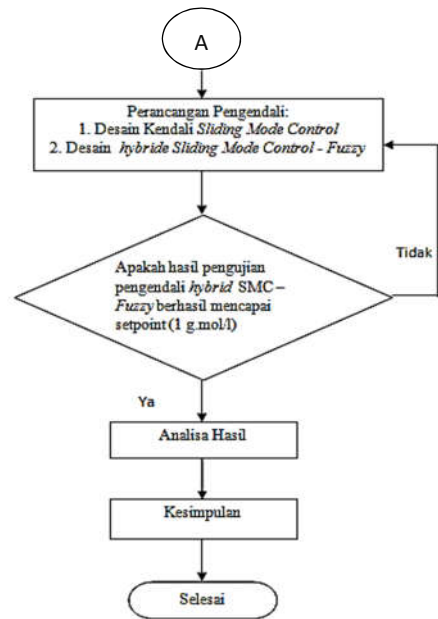 A
Perancangan Pengendali:
1. Desain Kendali Sliding Mode Control
2. Desain hybride Sliding Mode Control - Fuzzy
Tidak
Apakah hasil pengujian
pengendali hybrid SMC –
Fuzzy berhasil mencapai
setpoint (1 g.mol/l)
Ya
Analisa Hasil
Kesimpulan
Selesai